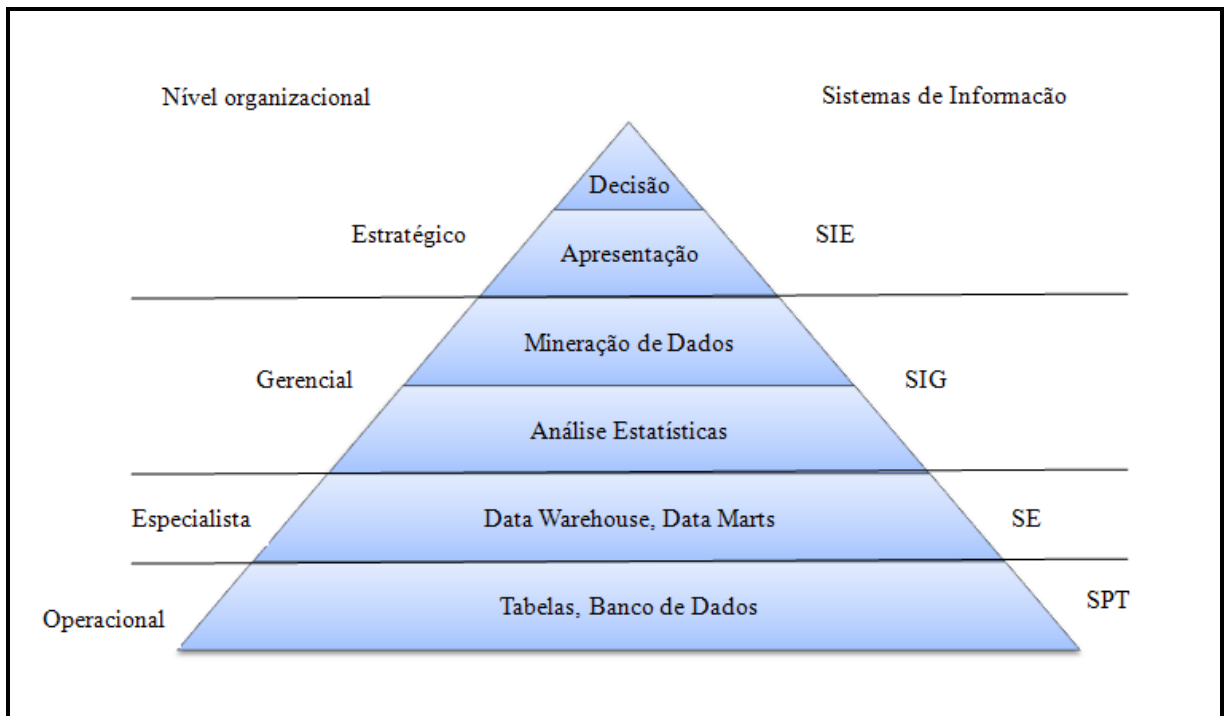 Nível organizacional
Sistemas de Informacão
Decisão
Estratégico
SIE
Apresentação
Mineração de Dados
Gerencial
SIG
Análise Estatísticas
Especialista
Data Warehouse, Data Marts
SE
Operacional
Tabelas, Banco de Dados
SPT